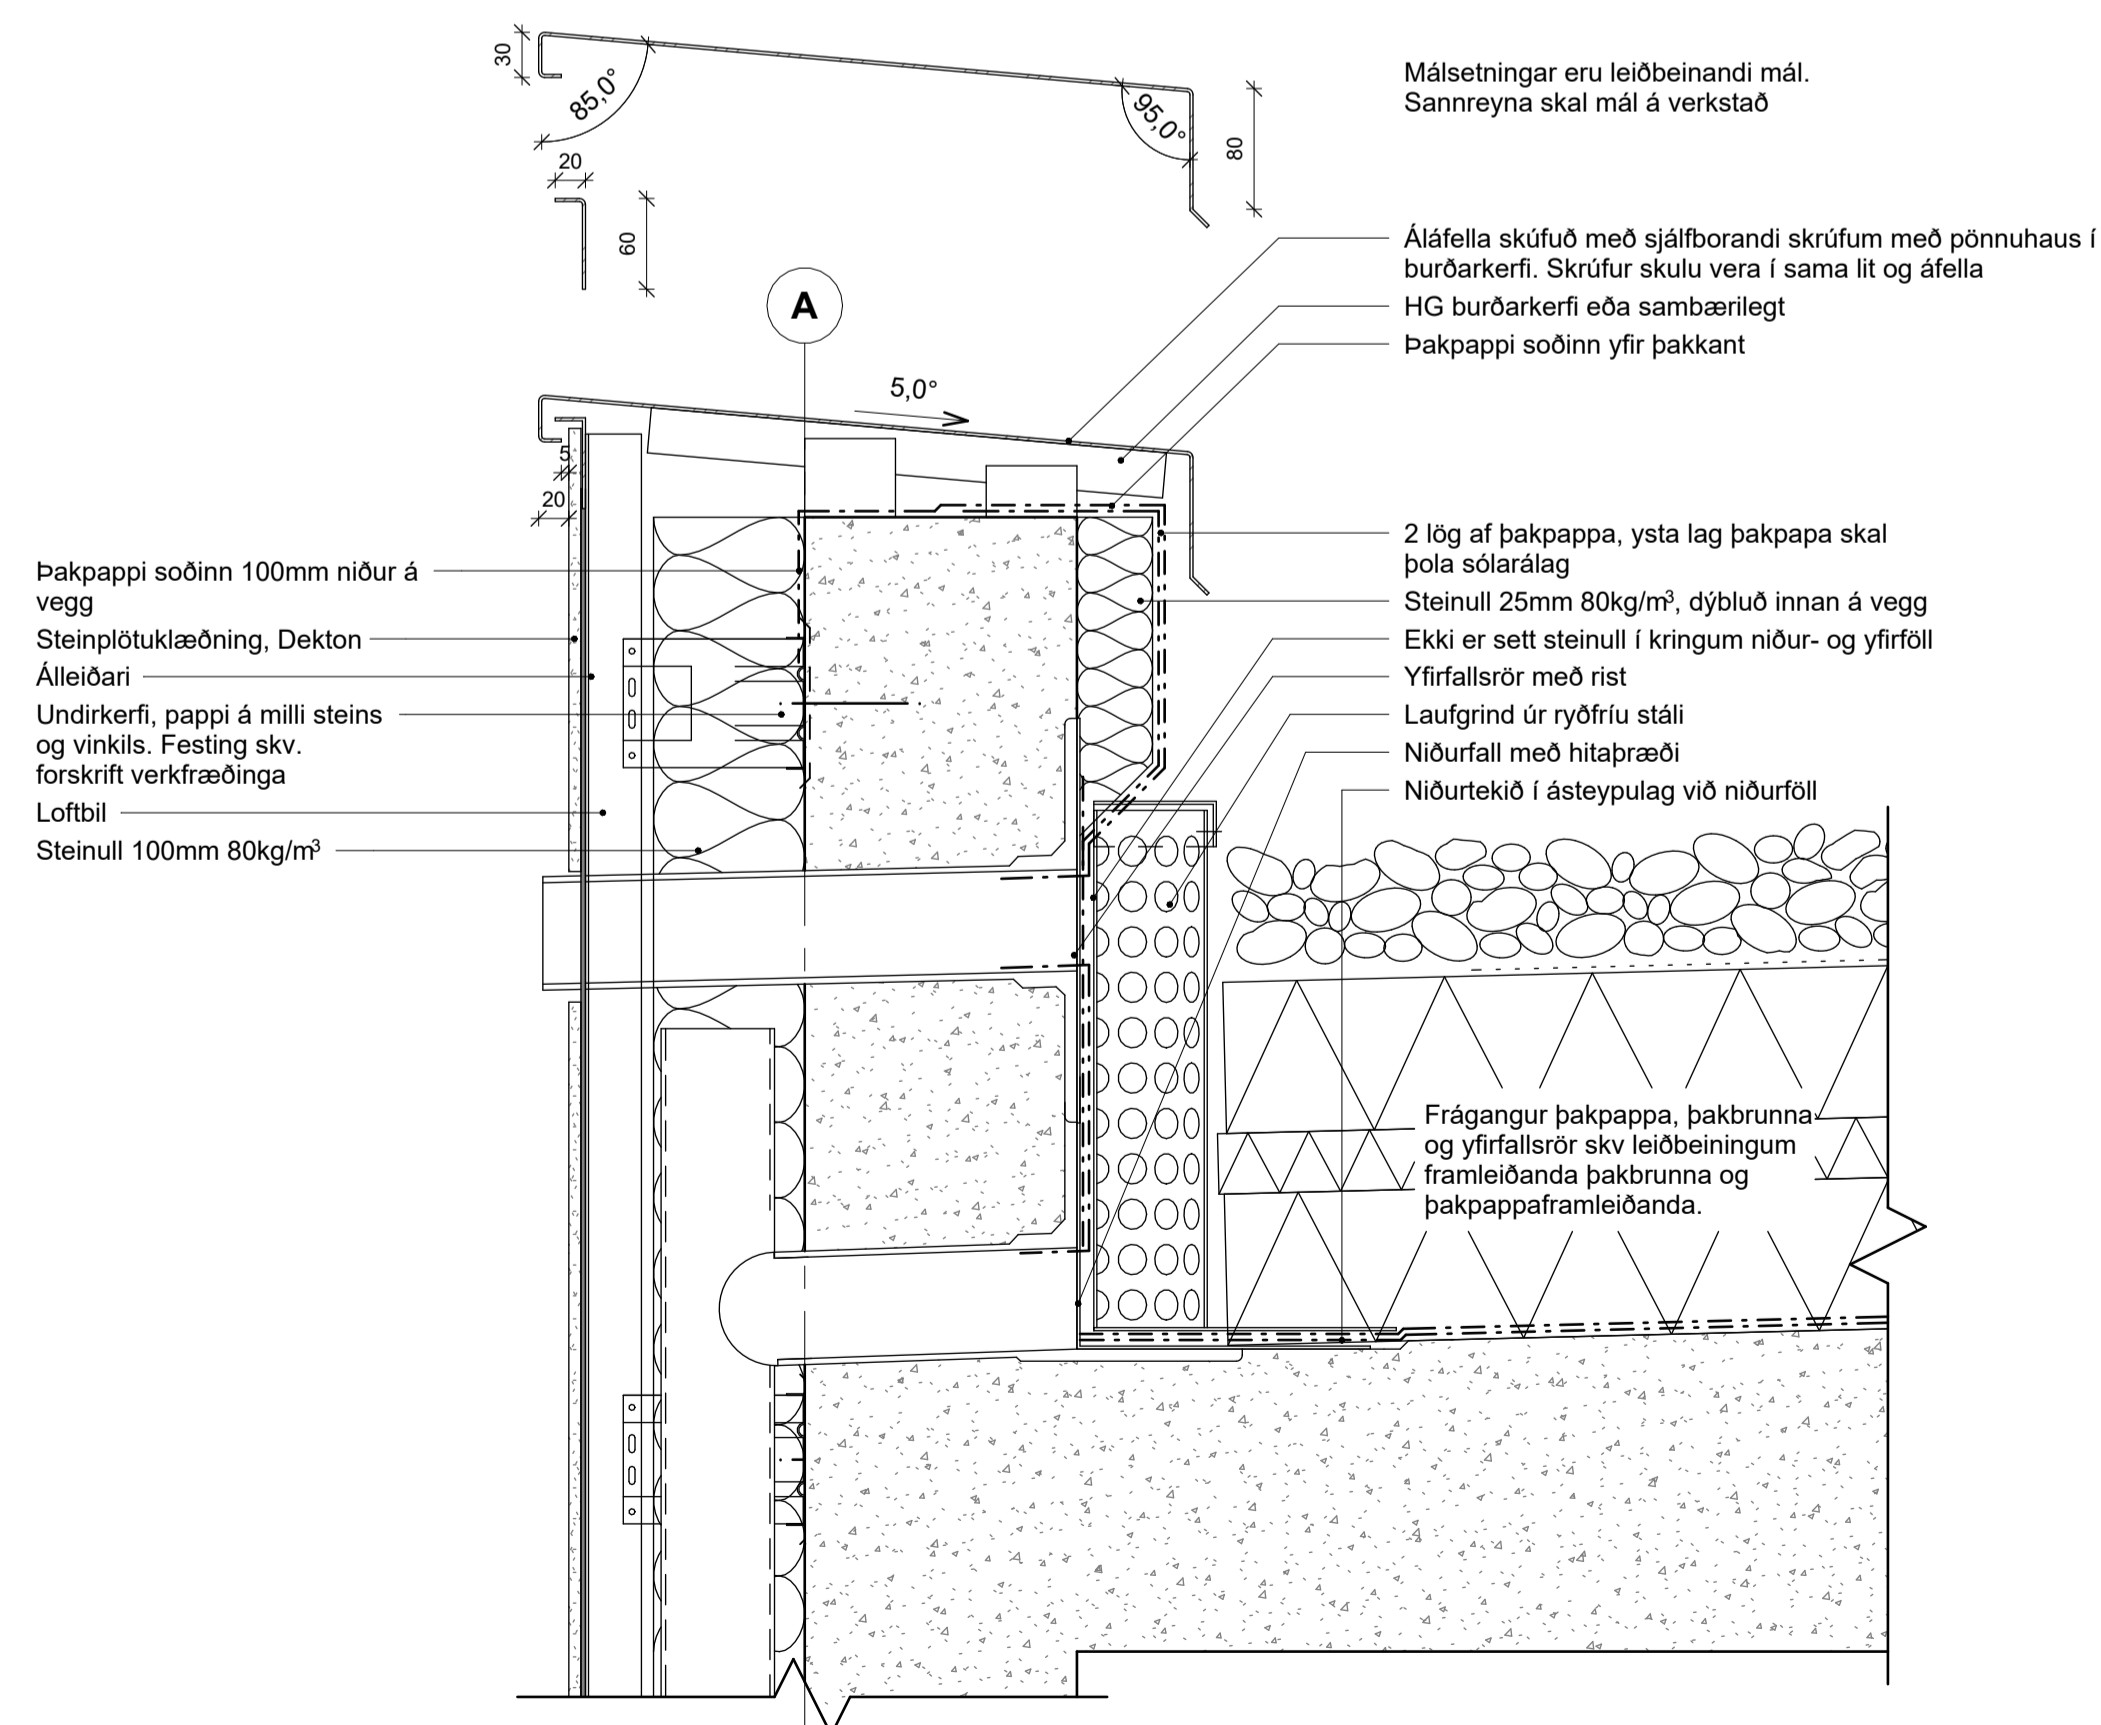 30
85,0°
95,0°
80
20
60
Málsetningar eru leiðbeinandi mál.
Sannreyna skal mál á verkstað
A
5,0°
5
20
Áláfella skúfuð með sjálfborandi skrúfum með pönnuhaus í
burðarkerfi. Skrúfur skulu vera í sama lit og áfella
HG burðarkerfi eða sambærilegt
Þakpappi soðinn yfir þakkant
2 lög af þakpappa, ysta lag þakpapa skal
þola sólarálag
Steinull 25mm 80kg/m³, dýbluð innan á vegg
Ekki er sett steinull í kringum niður- og yfirföll
Yfirfallsrör með rist
Laufgrind úr ryðfríu stáli
Niðurfall með hitaþræði
Niðurtekið í ásteypulag við niðurföll
Þakpappi soðinn 100mm niður á
vegg
Steinplötuklæðning, Dekton
Álleiðari
Undirkerfi, pappi á milli steins
og vinkils. Festing skv.
forskrift verkfræðinga
Loftbil
Steinull 100mm 80kg/m³
Frágangur þakpappa, þakbrunna
og yfirfallsrör skv leiðbeiningum
framleiðanda þakbrunna og
þakpappaframleiðanda.